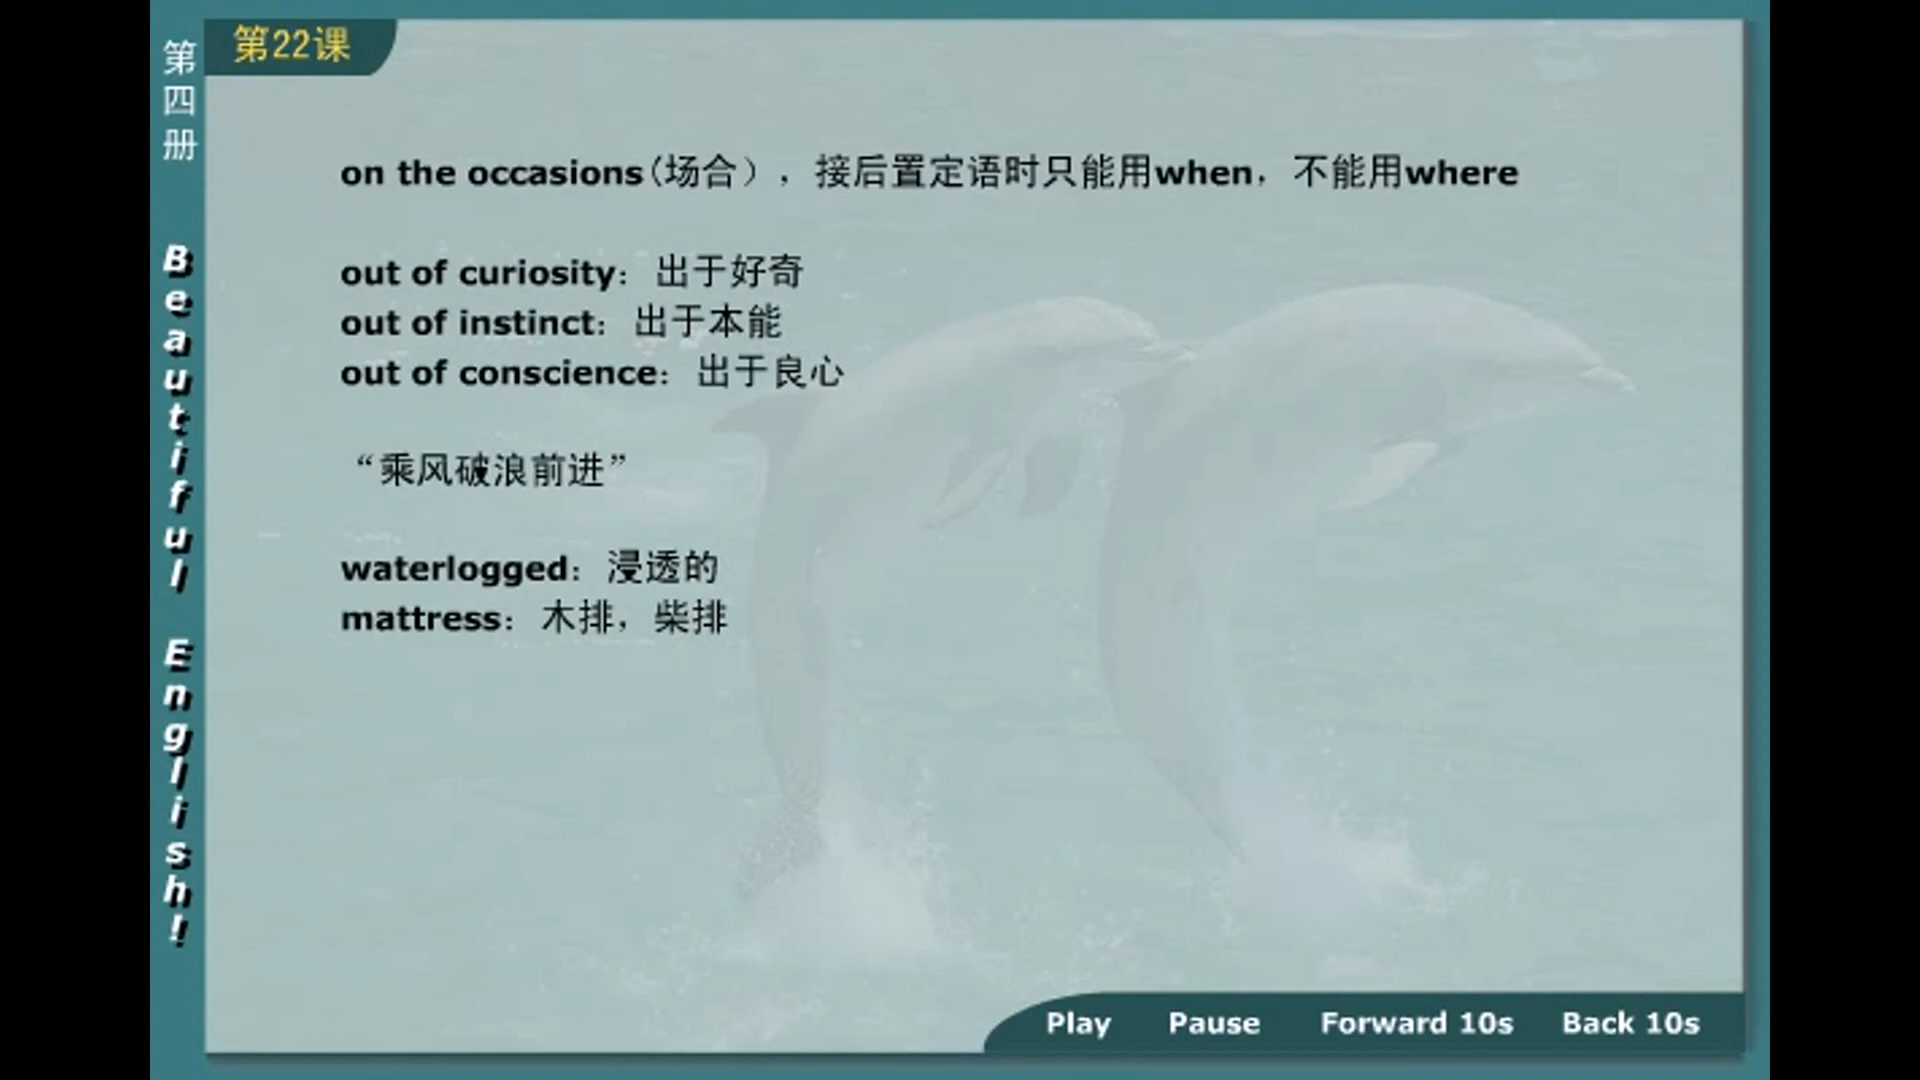 第四册
Beautiful English!
第22课
on the occasions(场合），接后置定语时只能用when，不能用where
out of curiosity：出于好奇
out of instinct：出于本能
out of conscience：出于良心
“乘风破浪前进”
waterlogged：浸透的
mattress：木排，柴排
Play Pause Forward 10s Back 10s